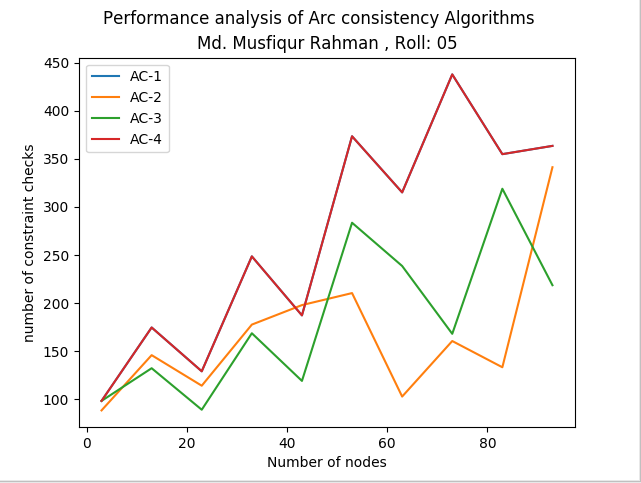 Performance analysis of Arc consistency Algorithms
Md. Musfiqur Rahman , Roll: 05
450
400
350
300
250
200
150
100
number of constraint checks
AC-1
AC-2
AC-3
AC-4
0 20 40 60 80
Number of nodes